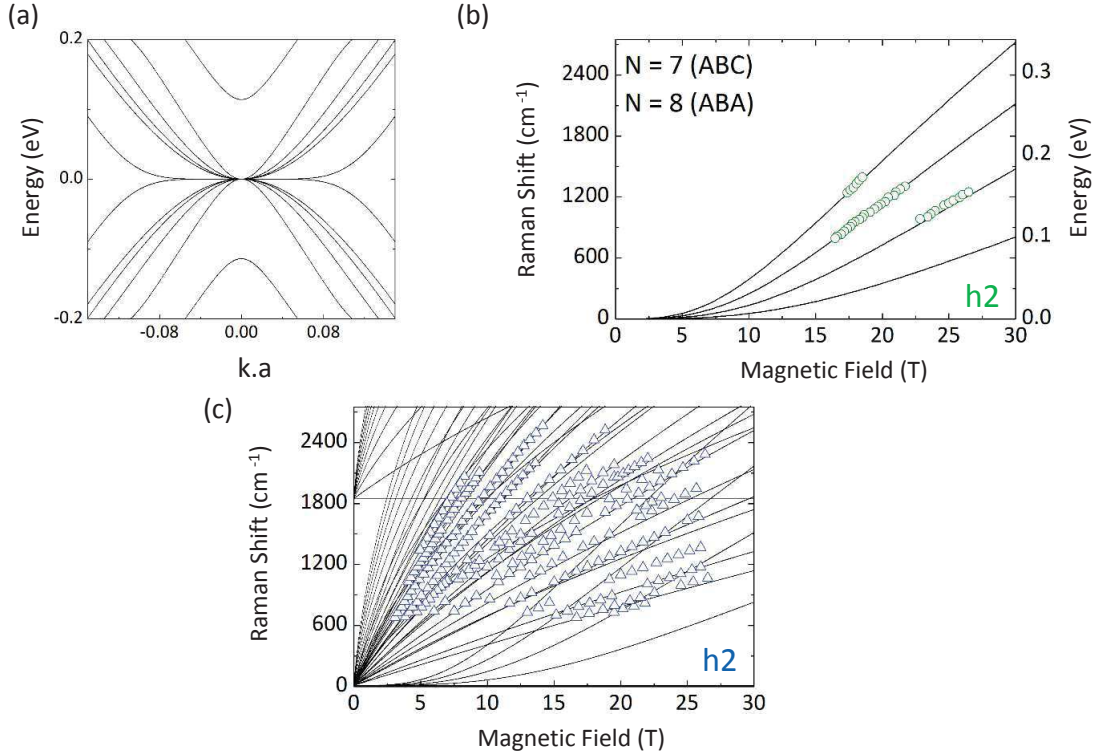 (a)
0.2
0.0
-0.2
Energy (eV)
-0.08 0.00 0.08
k.a
(b)
N = 7 (ABC)
N = 8 (ABA)
2400
1800
1200
600
0
Raman Shift (cm⁻¹)
0.3
0.2
0.1
0.0
Energy (eV)
h2
0 5 10 15 20 25 30
Magnetic Field (T)
(c)
2400
1800
1200
600
0
Raman Shift (cm⁻¹)
h2
0 5 10 15 20 25 30
Magnetic Field (T)